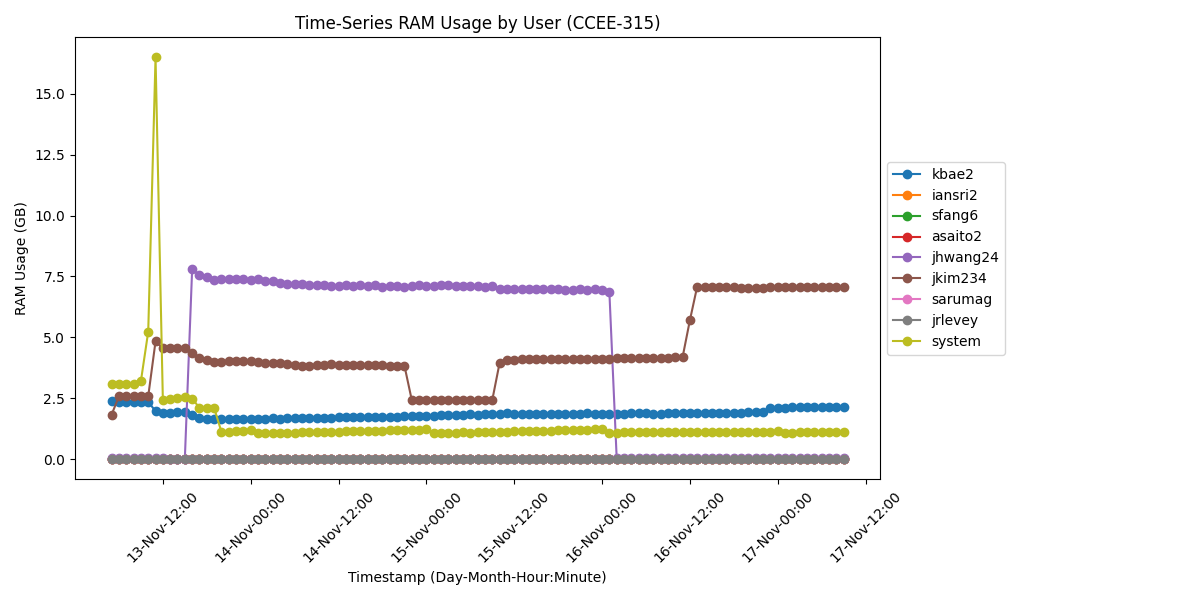 Time-Series RAM Usage by User (CCEE-315)
RAM Usage (GB)
15.0
12.5
10.0
7.5
5.0
2.5
0.0
kbae2
iansri2
sfang6
asaito2
jhwang24
jkim234
sarumag
jrlevey
system
13-Nov-12:00
14-Nov-00:00
14-Nov-12:00
15-Nov-00:00
15-Nov-12:00
16-Nov-00:00
16-Nov-12:00
17-Nov-00:00
17-Nov-12:00
Timestamp (Day-Month-Hour:Minute)